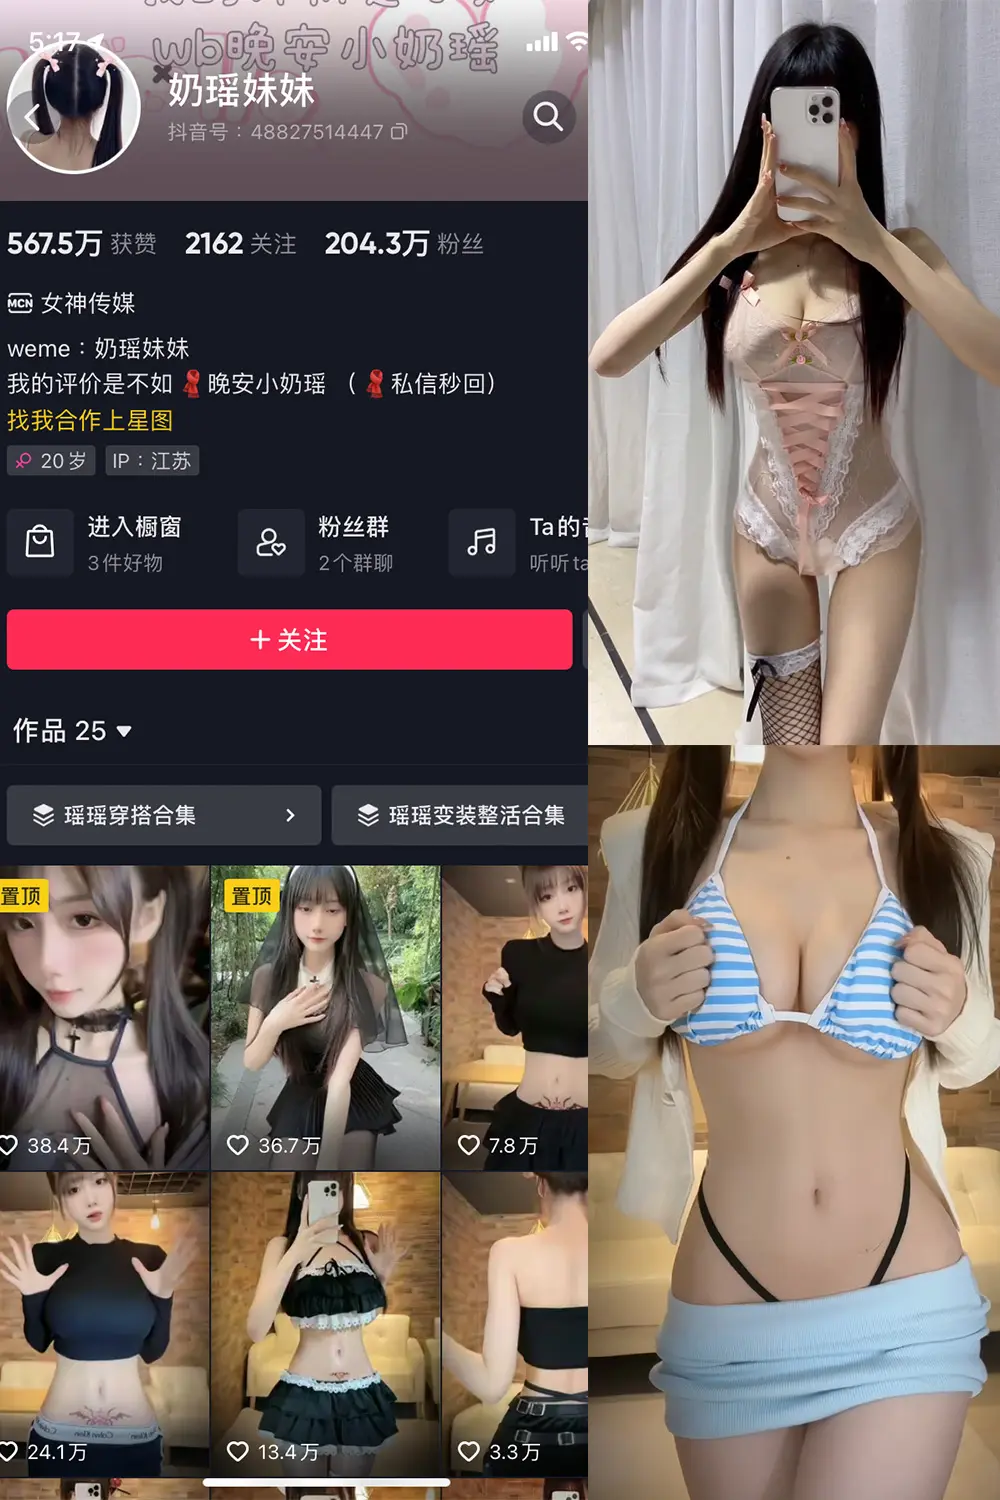 wb晚安小奶瑶
5:17
奶瑶妹妹
抖音号：48827514447
567.5万 获赞 2162 关注 204.3万 粉丝
MCN 女神传媒
weme：奶瑶妹妹
我的评价是不如 晚安小奶瑶 （ 私信秒回）
找我合作上星图
20岁 IP：江苏
进入橱窗 粉丝群 Ta的
3件好物 2个群聊 听听ta
+ 关注
作品 25
瑶瑶穿搭合集 瑶瑶变装整活合集
置顶 置顶
38.4万 36.7万 7.8万
Calvin Klein
24.1万 13.4万 3.3万